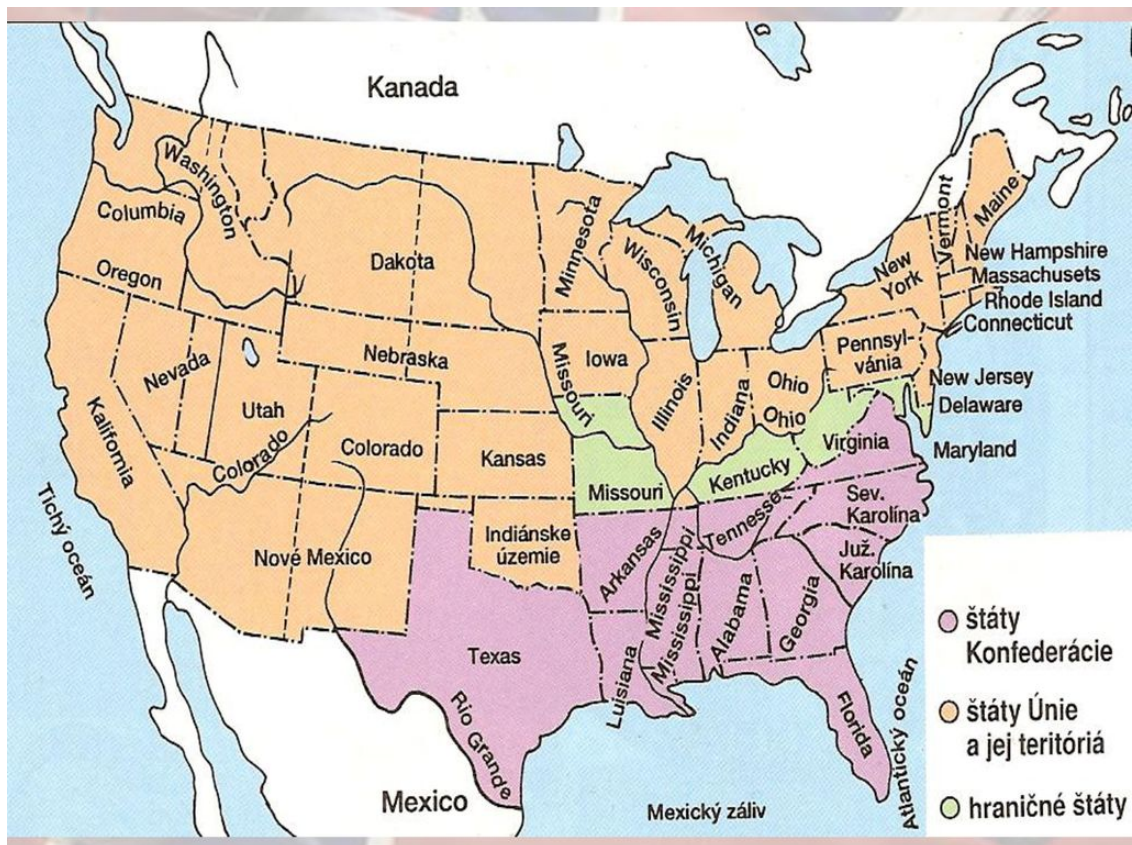 Kanada
Washington
Columbia
Oregon
Dakota
Minnesota
Wisconsin
Michigan
Vermont
Maine
New
York
New Hampshire
Massachusets
Rhode Island
Connecticut
Pennsyl-
vánia
New Jersey
Delaware
Maryland
Nebraska
Iowa
Missouri
Illinois
Indiana
Ohio
Ohio
Nevada
Utah
Kalifornia
Colorado
Colorado
Kansas
Missouri
Kentucky
Virginia
Tennesse
Sev.
Karolína
Juž.
Karolína
Tichý oceán
Nové Mexico
Indiánske
územie
Arkansas
Mississippi
Mississippi
Alabama
Georgia
Texas
Luisiana
Florida
Rio Grande
Mexico
Mexický záliv
Atlantický oceán
štáty
Konfederácie
štáty Únie
a jej teritóriá
hraničné štáty